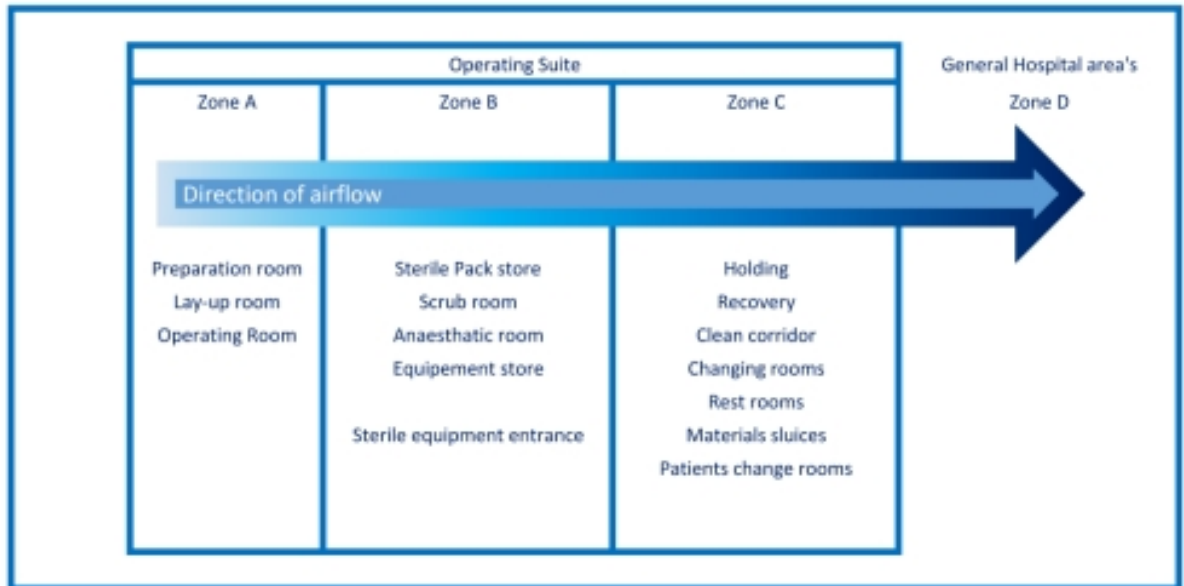 Operating Suite
General Hospital area's
Zone A
Zone B
Zone C
Zone D
Direction of airflow
Preparation room
Lay-up room
Operating Room
Sterile Pack store
Scrub room
Anaesthatic room
Equipement store
Sterile equipment entrance
Holding
Recovery
Clean corridor
Changing rooms
Rest rooms
Materials sluices
Patients change rooms